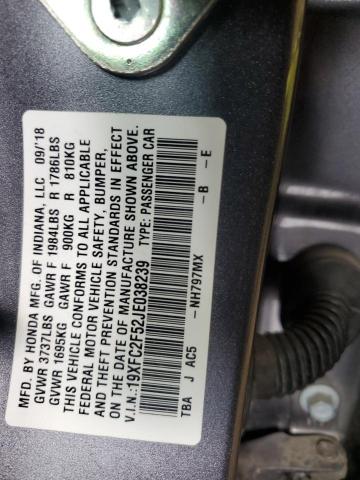 MFD. BY HONDA MFG. OF INDIANA, LLC 09/'18
GVWR 3737LBS GAWR F 1984LBS R 1786LBS
GVWR 1695KG GAWR F 900KG R 810KG
THIS VEHICLE CONFORMS TO ALL APPLICABLE
FEDERAL MOTOR VEHICLE SAFETY, BUMPER,
AND THEFT PREVENTION STANDARDS IN EFFECT
ON THE DATE OF MANUFACTURE SHOWN ABOVE.
V.I.N.:19XFC2F52JE038239 TYPE: PASSENGER CAR
TBA J AC5 -NH797MX -B -E